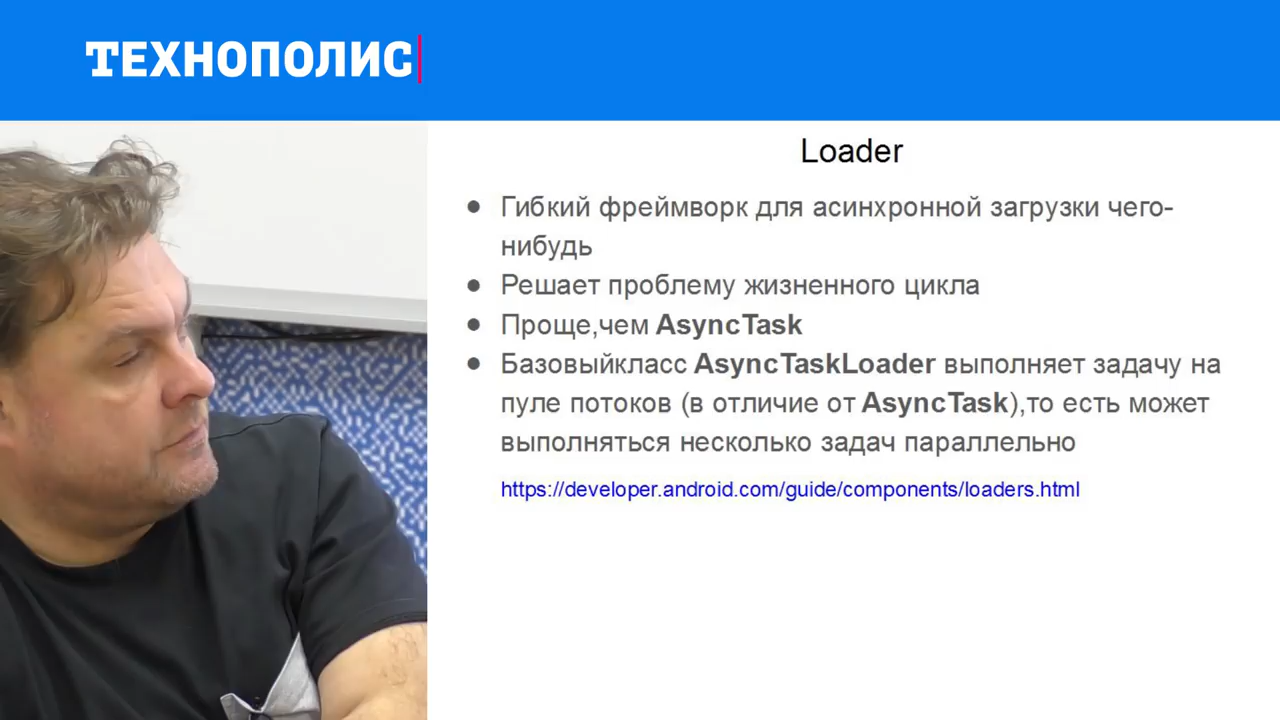 ТЕХНОПОЛИС
Loader
● Гибкий фреймворк для асинхронной загрузки чего-
нибудь
● Решает проблему жизненного цикла
● Проще,чем AsyncTask
● Базовыйкласс AsyncTaskLoader выполняет задачу на
пуле потоков (в отличие от AsyncTask),то есть может
выполняться несколько задач параллельно
https://developer.android.com/guide/components/loaders.html